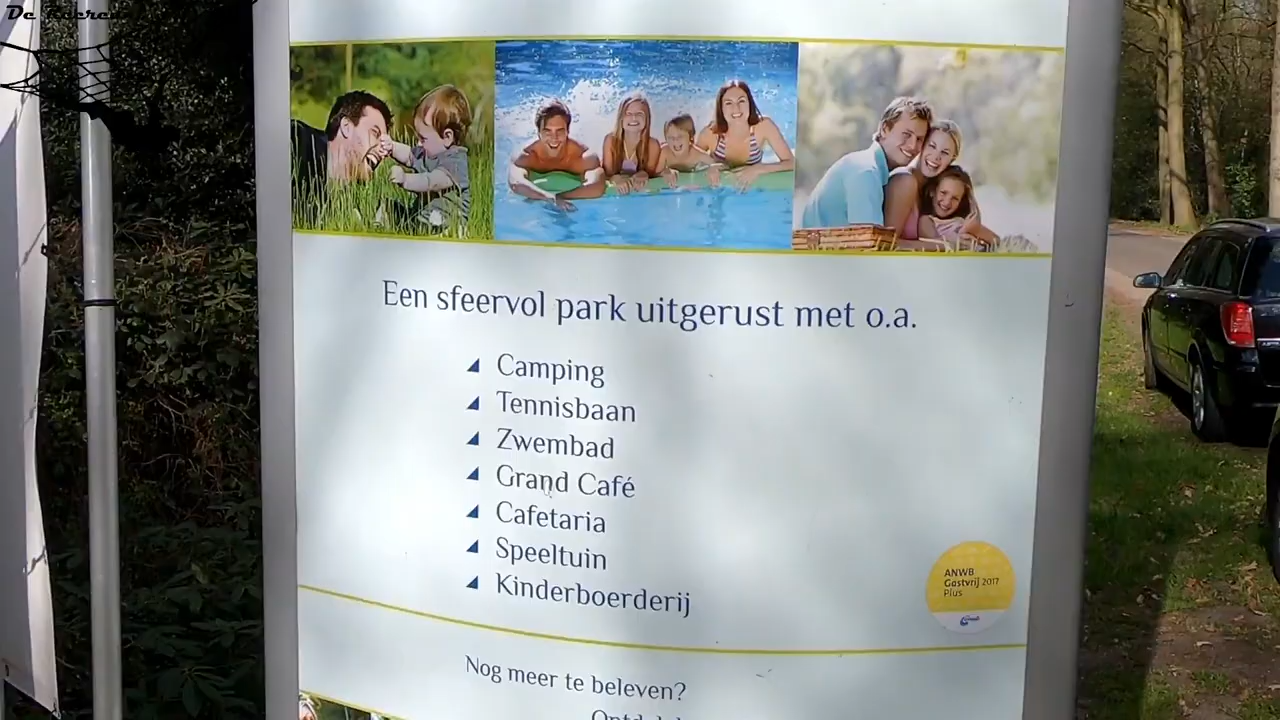 De
Een sfeervol park uitgerust met o.a.
Camping
Tennisbaan
Zwembad
Grand Café
Cafetaria
Speeltuin
Kinderboerderij
ANWB
Gastvrij 2017
Plus
Nog meer te beleven?